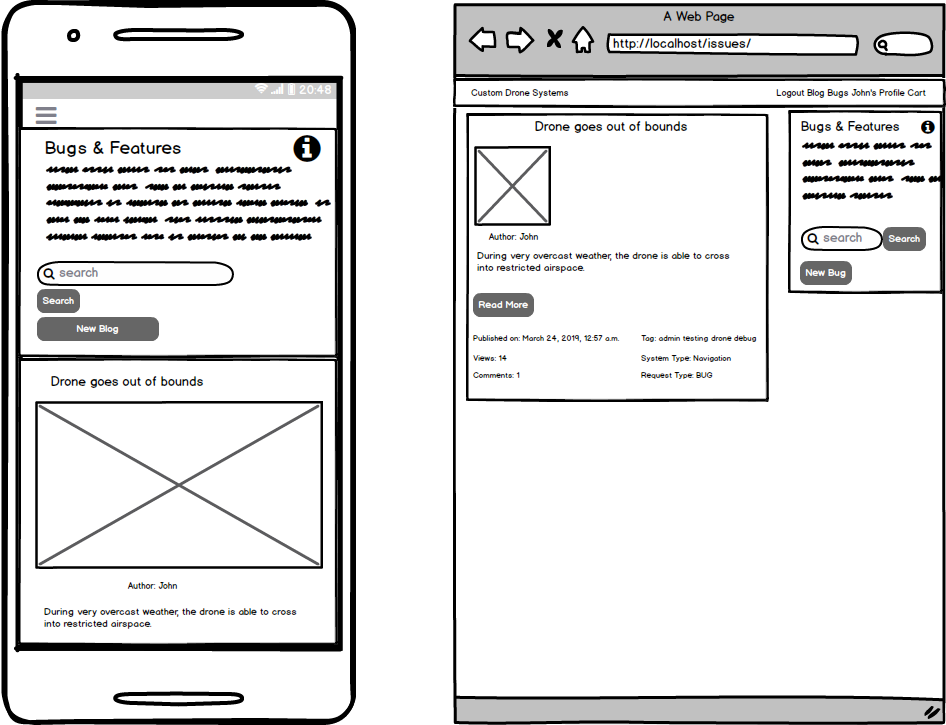 20:48
Bugs & Features
search
Search
New Blog
Drone goes out of bounds
Author: John
During very overcast weather, the drone is able to cross
into restricted airspace.
A Web Page
http://localhost/issues/
Custom Drone Systems
Logout Blog Bugs John's Profile Cart
Drone goes out of bounds
Author: John
During very overcast weather, the drone is able to cross
into restricted airspace.
Read More
Published on: March 24, 2019, 12:57 a.m.
Tag: admin testing drone debug
Views: 14
System Type: Navigation
Comments: 1
Request Type: BUG
Bugs & Features
search
Search
New Bug